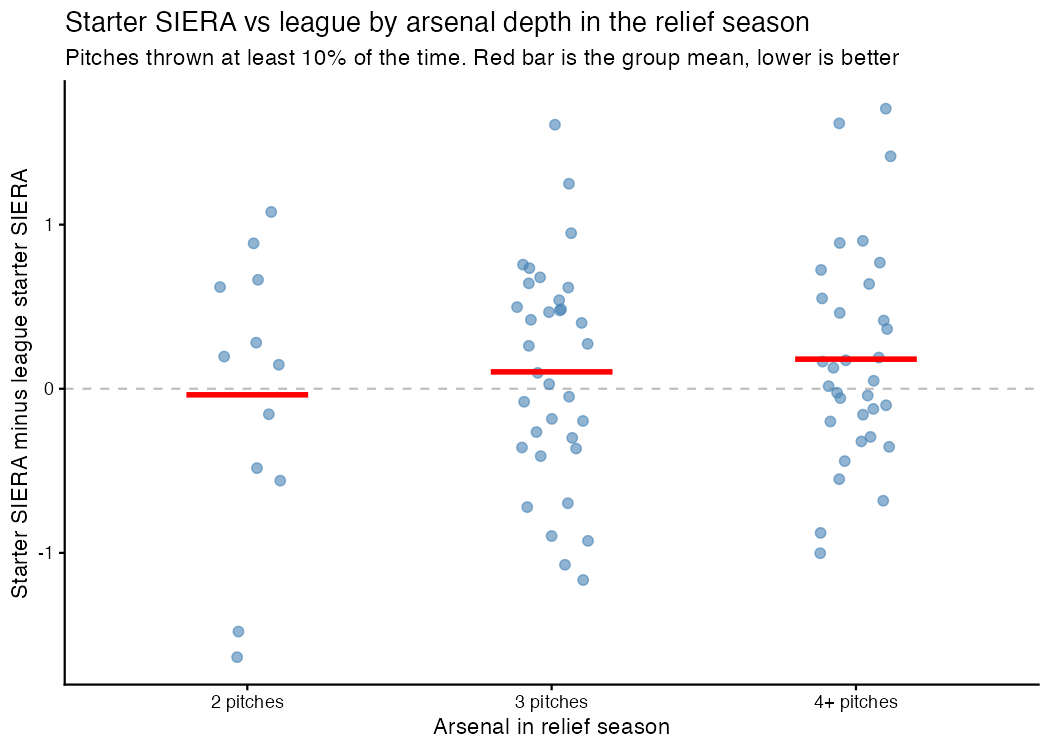 Starter SIERA vs league by arsenal depth in the relief season
Pitches thrown at least 10% of the time. Red bar is the group mean, lower is better
Starter SIERA minus league starter SIERA
1
0
-1
2 pitches
3 pitches
4+ pitches
Arsenal in relief season